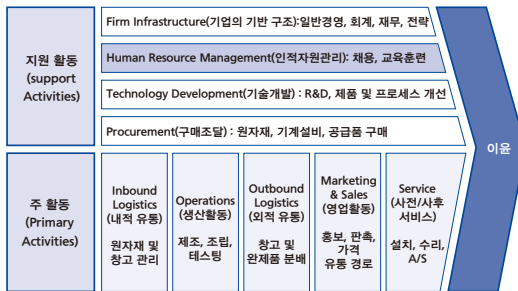 지원 활동
(support
Activities)
Firm Infrastructure(기업의 기반 구조):일반경영, 회계, 재무, 전략
Human Resource Management(인적자원관리): 채용, 교육훈련
Technology Development(기술개발) : R&D, 제품 및 프로세스 개선
Procurement(구매조달) : 원자재, 기계설비, 공급품 구매
이윤
주 활동
(Primary
Activities)
Inbound
Logistics
(내적 유통)
원자재 및
창고 관리
Operations
(생산활동)
제조, 조립,
테스팅
Outbound
Logistics
(외적 유통)
창고 및
완제품 분배
Marketing
& Sales
(영업활동)
홍보, 판촉,
가격
유통 경로
Service
(사전/사후
서비스)
설치, 수리,
A/S